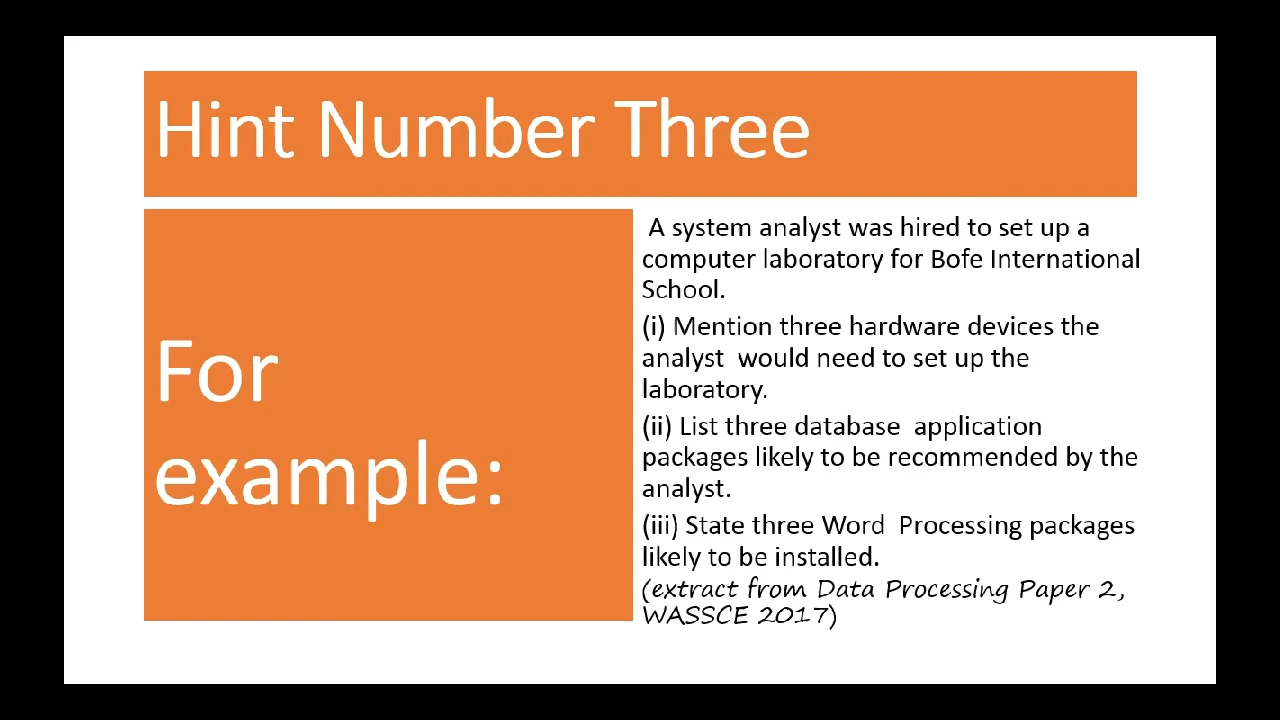 Hint Number Three
For
example:
A system analyst was hired to set up a
computer laboratory for Bofe International
School.
(i) Mention three hardware devices the
analyst would need to set up the
laboratory.
(ii) List three database application
packages likely to be recommended by the
analyst.
(iii) State three Word Processing packages
likely to be installed.
(extract from Data Processing Paper 2,
WASSCE 2017)